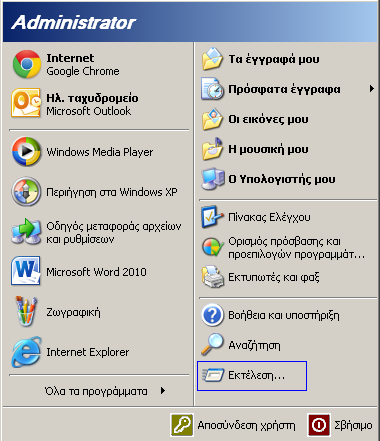 Administrator
Internet
Google Chrome
Ηλ. ταχυδρομείο
Microsoft Outlook
Windows Media Player
Περιήγηση στα Windows XP
Οδηγός μεταφοράς αρχείων
και ρυθμίσεων
Microsoft Word 2010
Ζωγραφική
Internet Explorer
Όλα τα προγράμματα
Τα έγγραφά μου
Πρόσφατα έγγραφα
Οι εικόνες μου
Η μουσική μου
Ο Υπολογιστής μου
Πίνακας Ελέγχου
Ορισμός πρόσβασης και
προεπιλογών προγραμμάτ...
Εκτυπωτές και φαξ
Βοήθεια και υποστήριξη
Αναζήτηση
Εκτέλεση...
Αποσύνδεση χρήστη
Σβήσιμο